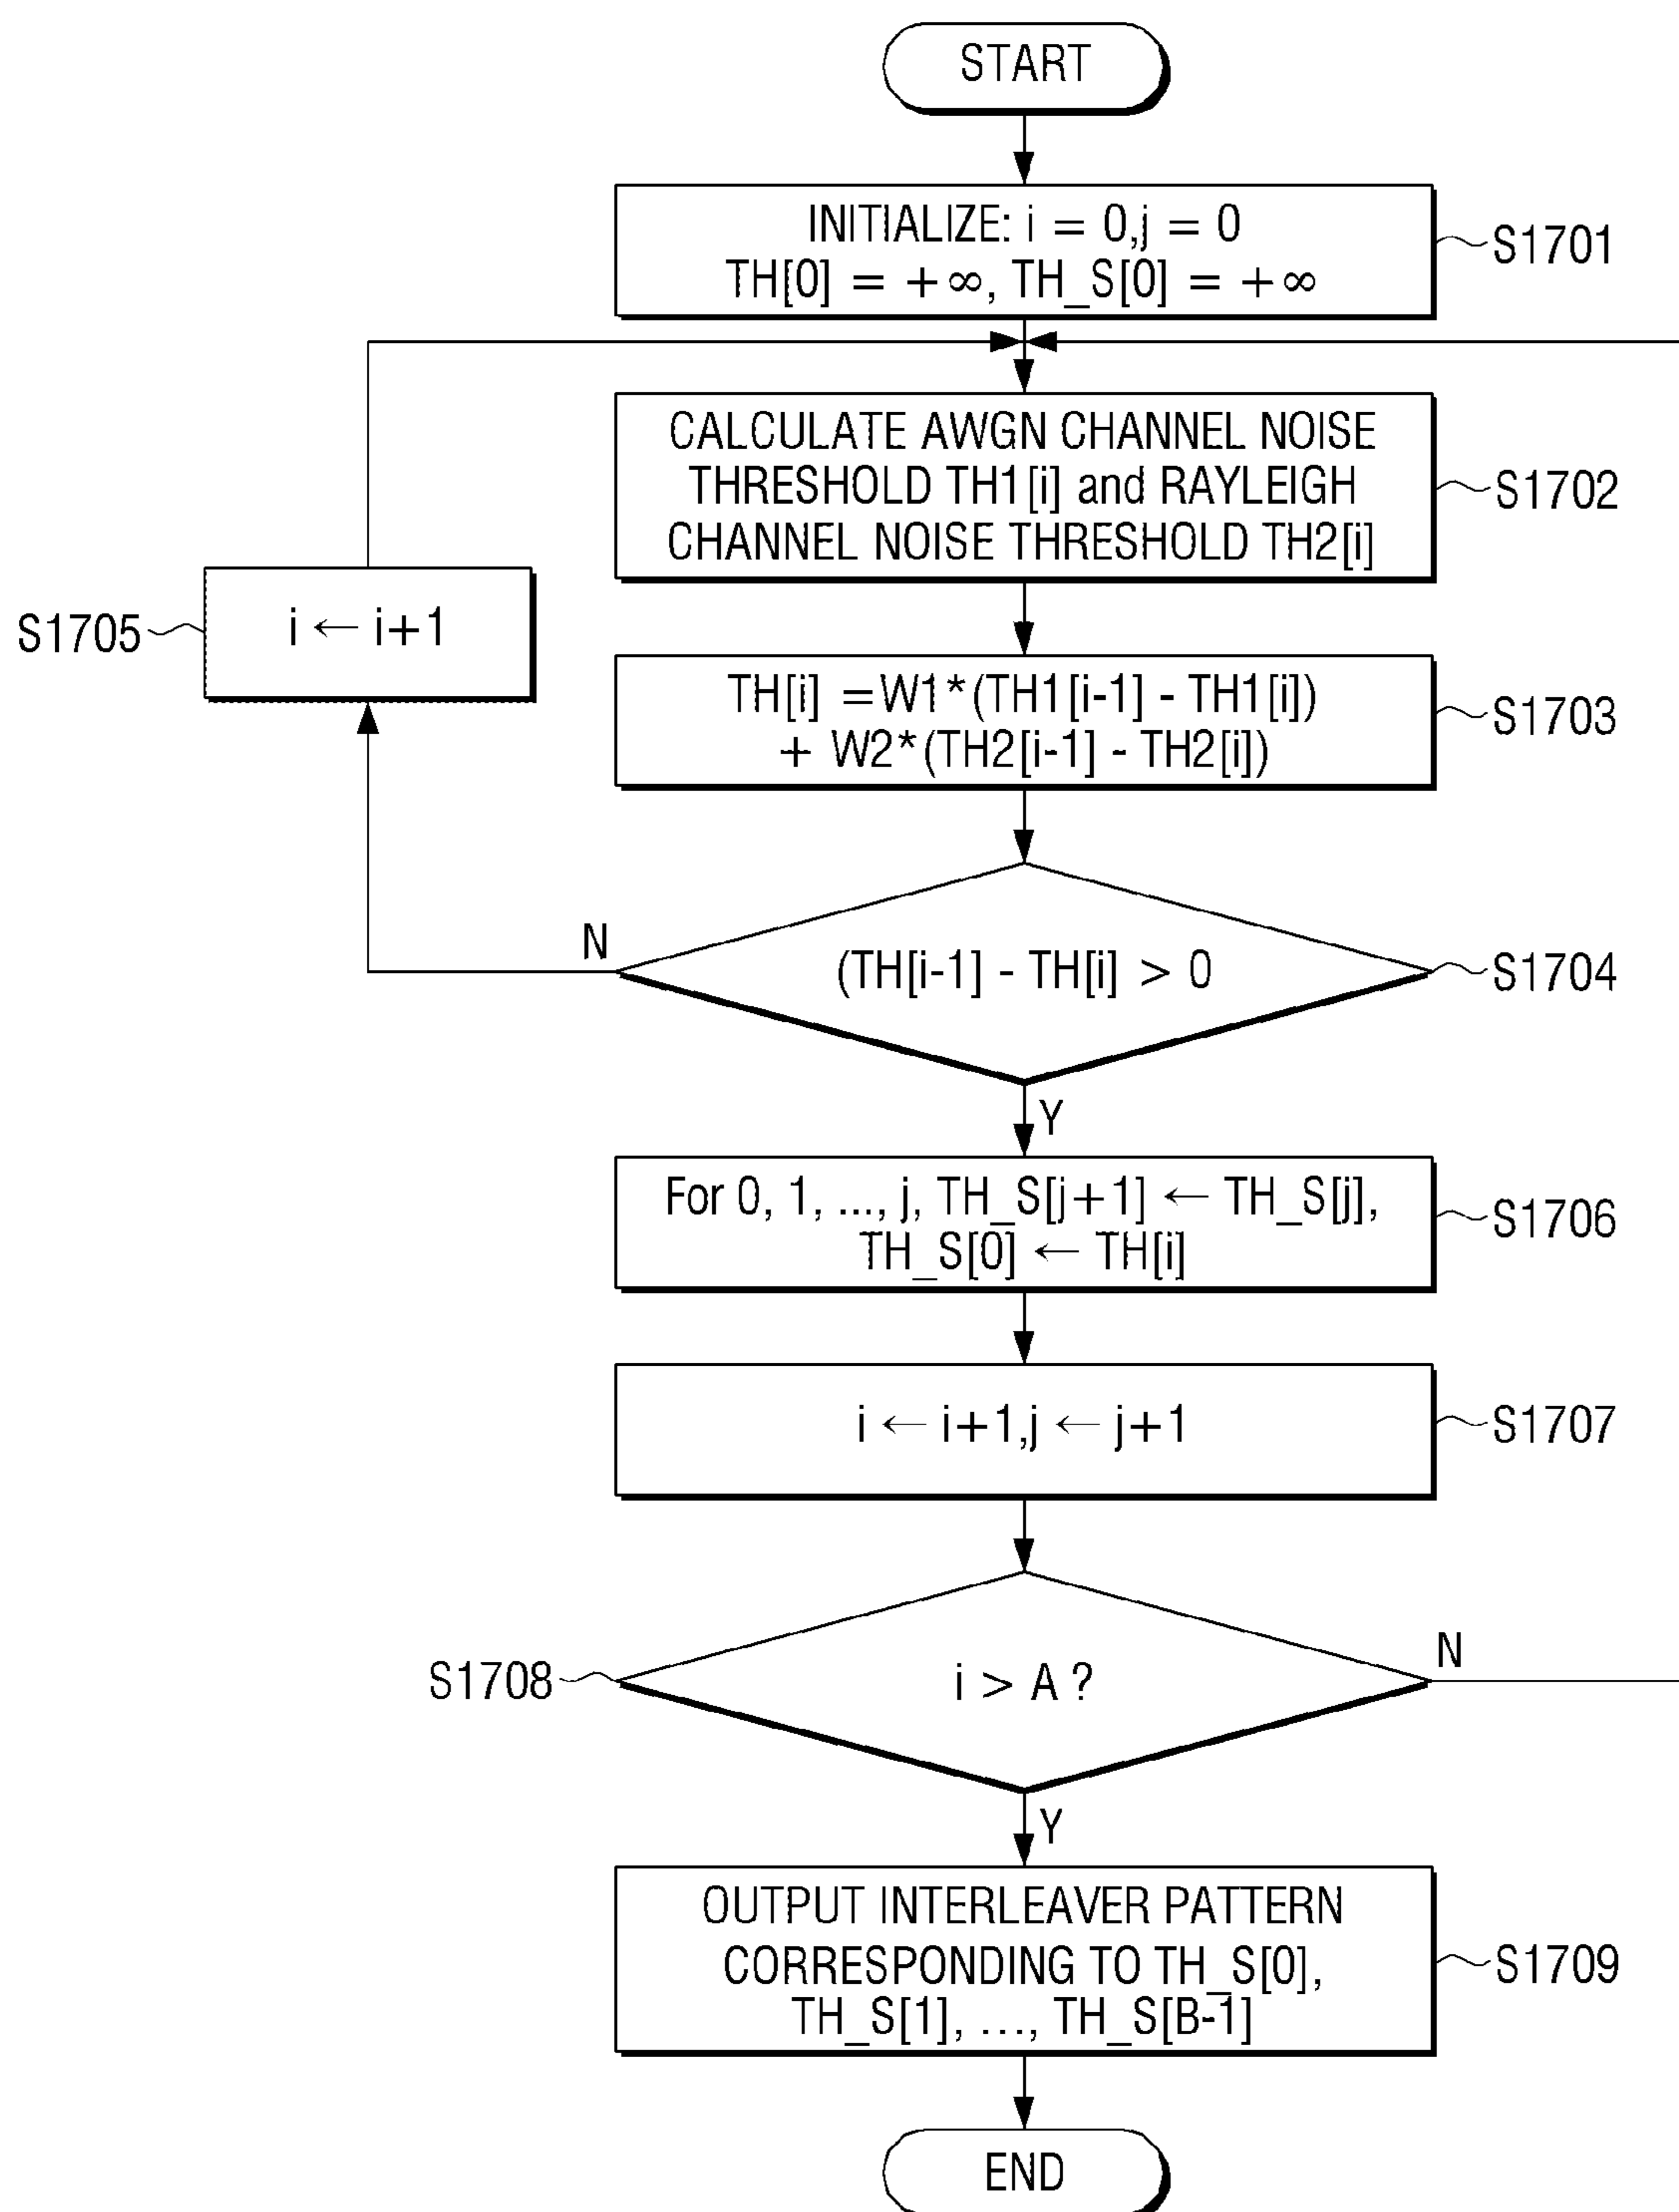 START
INITIALIZE: i = 0,j = 0
TH[0] = +∞, TH_S[0] = +∞
S1701
CALCULATE AWGN CHANNEL NOISE
THRESHOLD TH1[i] and RAYLEIGH
CHANNEL NOISE THRESHOLD TH2[i]
S1702
S1705
i ← i+1
TH[i] =W1*(TH1[i-1] - TH1[i])
+ W2*(TH2[i-1] - TH2[i])
S1703
N
(TH[i-1] - TH[i] > 0
S1704
Y
For 0, 1, ..., j, TH_S[j+1] ← TH_S[j],
TH_S[0] ← TH[i]
S1706
i ← i+1,j ← j+1
S1707
S1708
i > A ?
N
Y
OUTPUT INTERLEAVER PATTERN
CORRESPONDING TO TH_S[0],
TH_S[1], ..., TH_S[B-1]
S1709
END